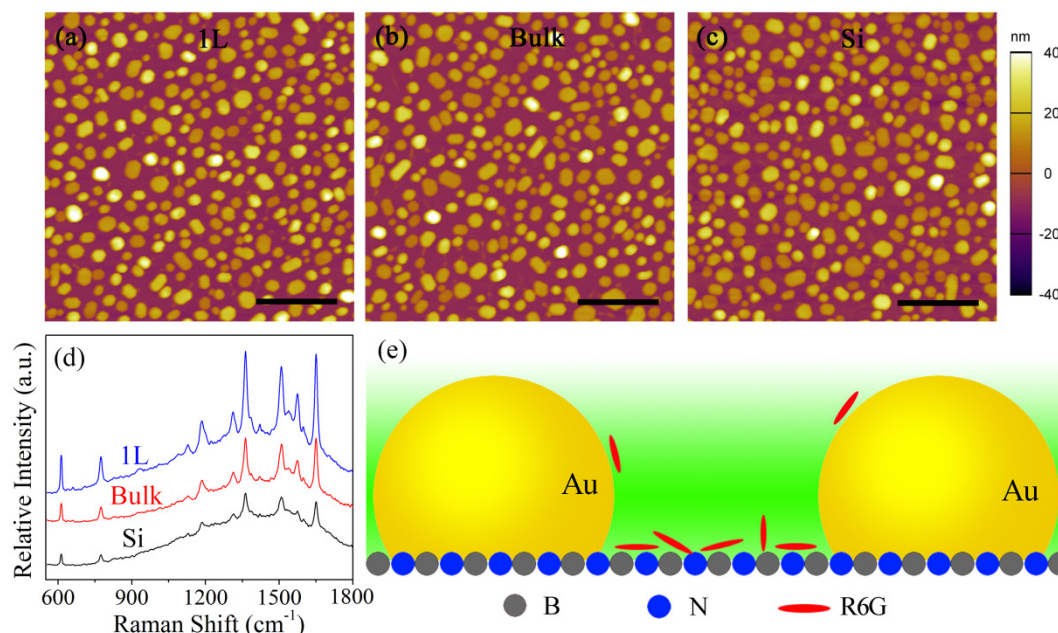 (a) 1L
(b) Bulk
(c) Si
nm
40
20
0
-20
-40
(d)
Relative Intensity (a.u.)
1L
Bulk
Si
600 900 1200 1500 1800
Raman Shift (cm⁻¹)
(e)
Au Au
B N R6G